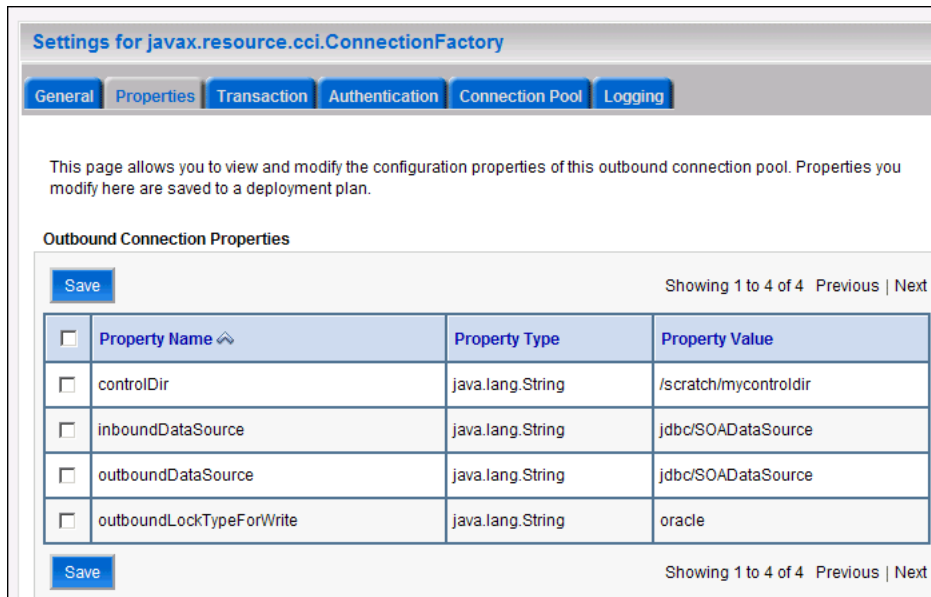 Settings for javax.resource.cci.ConnectionFactory
General Properties Transaction Authentication Connection Pool Logging
This page allows you to view and modify the configuration properties of this outbound connection pool. Properties you
modify here are saved to a deployment plan.
Outbound Connection Properties
Save Showing 1 to 4 of 4 Previous | Next
Property Name Property Type Property Value
controlDir java.lang.String /scratch/mycontroldir
inboundDataSource java.lang.String jdbc/SOADataSource
outboundDataSource java.lang.String jdbc/SOADataSource
outboundLockTypeForWrite java.lang.String oracle
Save Showing 1 to 4 of 4 Previous | Next